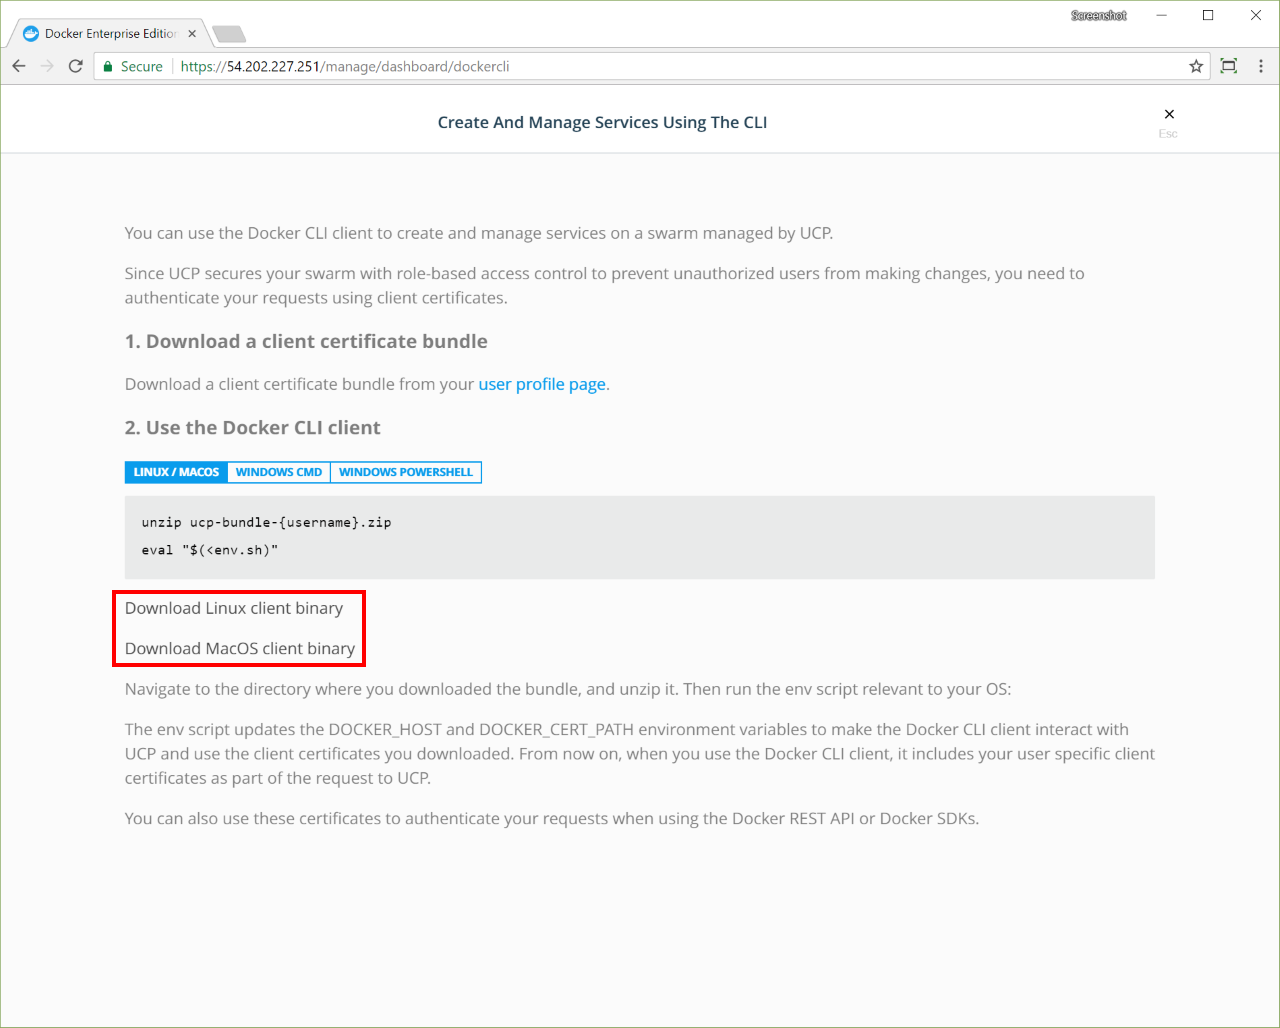 Screenshot
Docker Enterprise Edition
Secure
https://54.202.227.251/manage/dashboard/dockercli
Create And Manage Services Using The CLI
Esc
You can use the Docker CLI client to create and manage services on a swarm managed by UCP.
Since UCP secures your swarm with role-based access control to prevent unauthorized users from making changes, you need to
authenticate your requests using client certificates.
1. Download a client certificate bundle
Download a client certificate bundle from your user profile page.
2. Use the Docker CLI client
LINUX / MACOS WINDOWS CMD WINDOWS POWERSHELL
unzip ucp-bundle-{username}.zip
eval "$(<env.sh)"
Download Linux client binary
Download MacOS client binary
Navigate to the directory where you downloaded the bundle, and unzip it. Then run the env script relevant to your OS:
The env script updates the DOCKER_HOST and DOCKER_CERT_PATH environment variables to make the Docker CLI client interact with
UCP and use the client certificates you downloaded. From now on, when you use the Docker CLI client, it includes your user specific client
certificates as part of the request to UCP.
You can also use these certificates to authenticate your requests when using the Docker REST API or Docker SDKs.